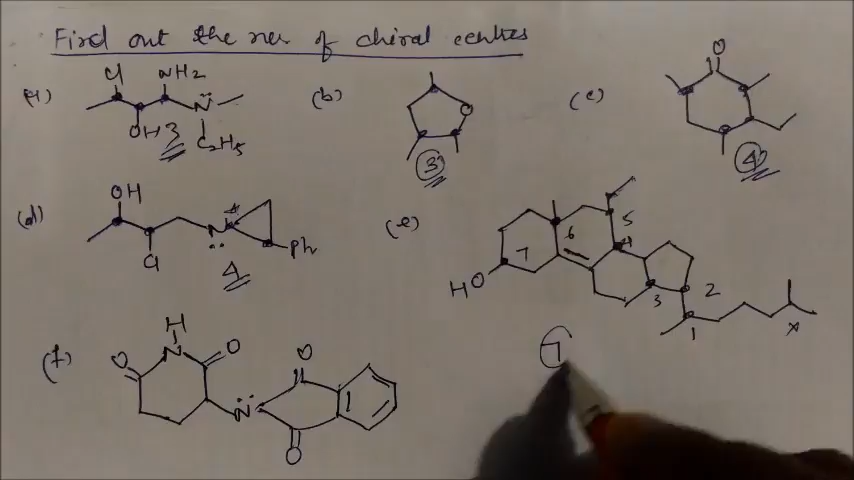 Find out the no. of chiral centres
(a) Cl NH2 N OH 3 C2H5
(b) O 3
(c) O 4
(d) OH Cl N * Ph 4
(e) HO 7 6 5 4 3 2 1 x
7
(f) H N O O N O O